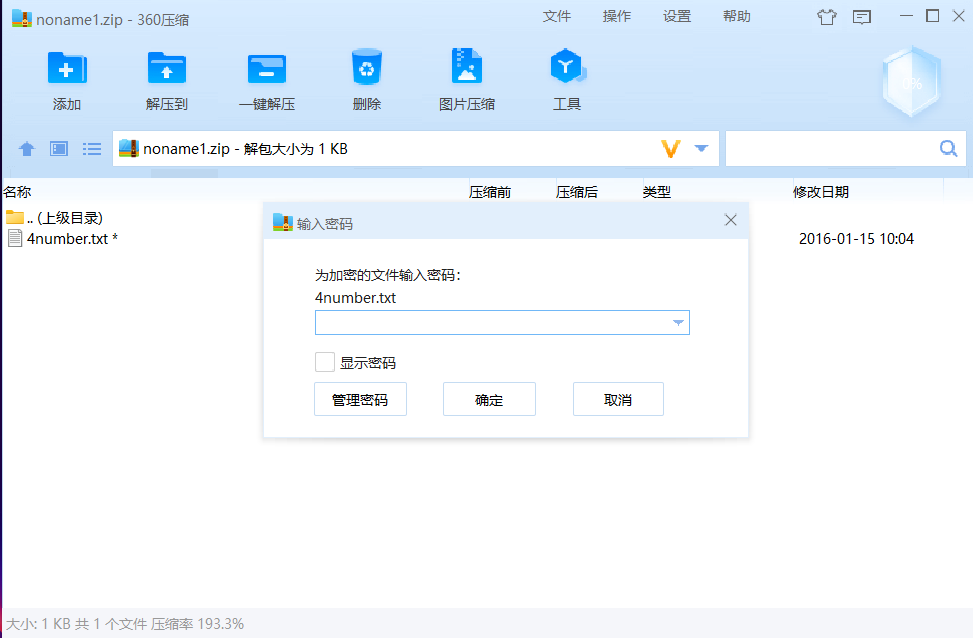 noname1.zip - 360压缩
文件 操作 设置 帮助
添加 解压到 一键解压 删除 图片压缩 工具
0%
noname1.zip - 解包大小为 1 KB
名称 压缩前 压缩后 类型 修改日期
.. (上级目录)
4number.txt * 2016-01-15 10:04
输入密码
为加密的文件输入密码:
4number.txt
显示密码
管理密码 确定 取消
大小: 1 KB 共 1 个文件 压缩率 193.3%